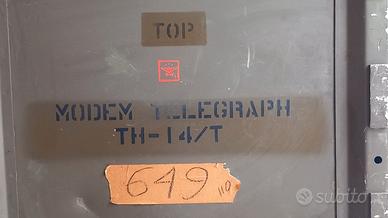 TOP
MODEM TELEGRAPH
TH-14/T
649
subito